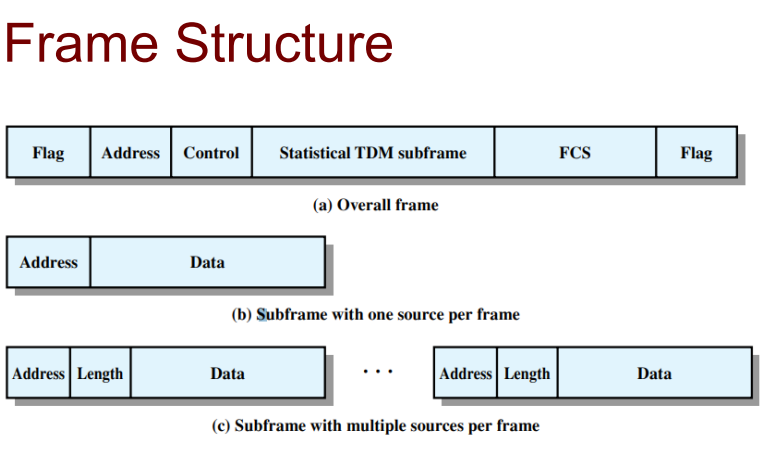 Frame Structure
Flag Address Control Statistical TDM subframe FCS Flag
(a) Overall frame
Address Data
(b) Subframe with one source per frame
Address Length Data • • • Address Length Data
(c) Subframe with multiple sources per frame